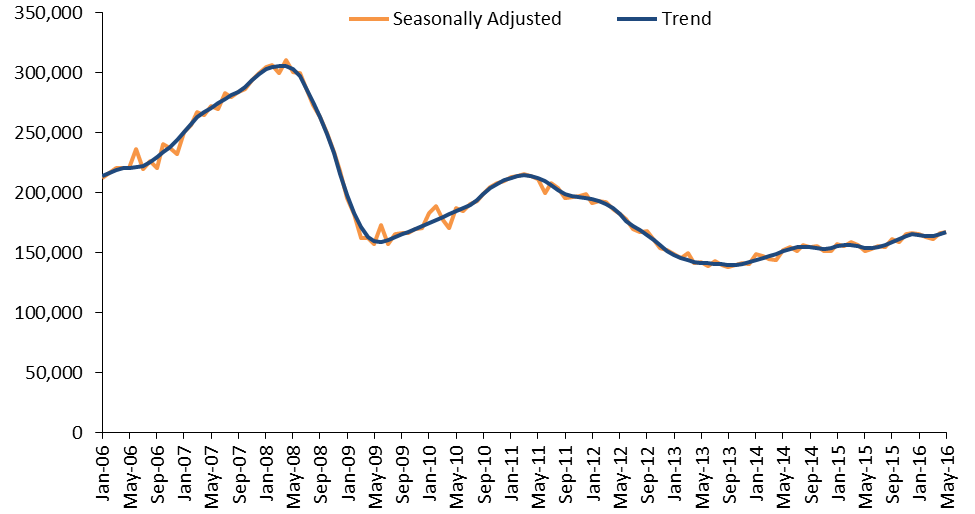 Seasonally Adjusted
Trend
350,000
300,000
250,000
200,000
150,000
100,000
50,000
0
Jan-06
May-06
Sep-06
Jan-07
May-07
Sep-07
Jan-08
May-08
Sep-08
Jan-09
May-09
Sep-09
Jan-10
May-10
Sep-10
Jan-11
May-11
Sep-11
Jan-12
May-12
Sep-12
Jan-13
May-13
Sep-13
Jan-14
May-14
Sep-14
Jan-15
May-15
Sep-15
Jan-16
May-16